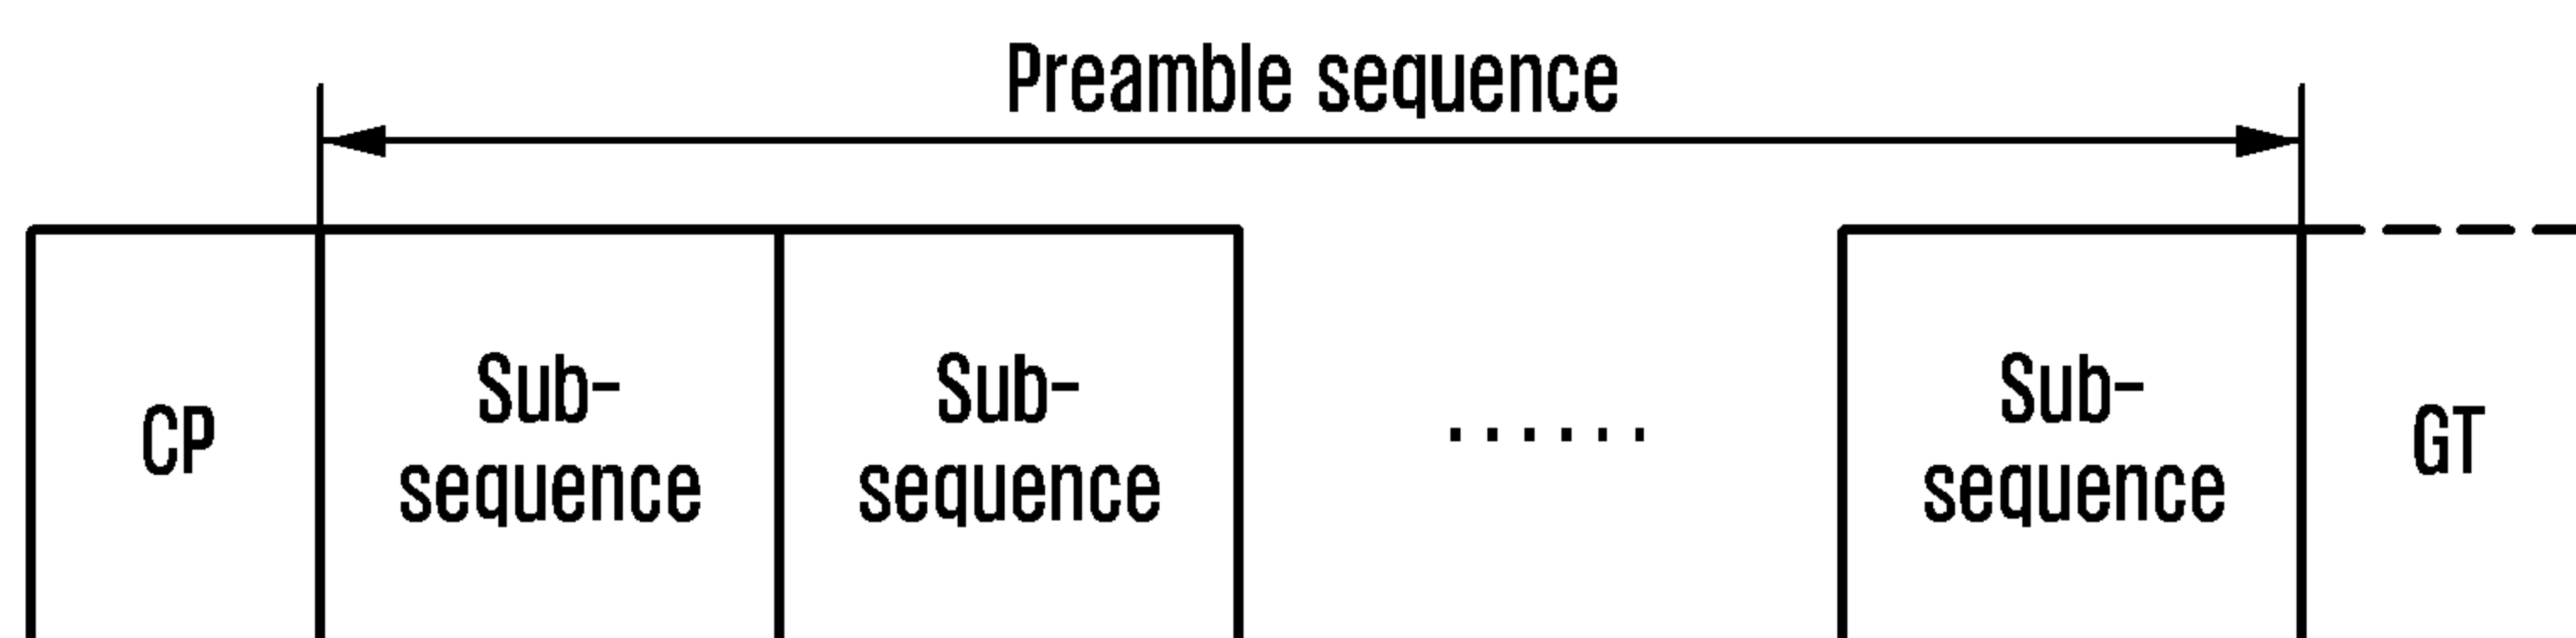 Preamble sequence
CP
Sub-
sequence
Sub-
sequence
......
Sub-
sequence
GT